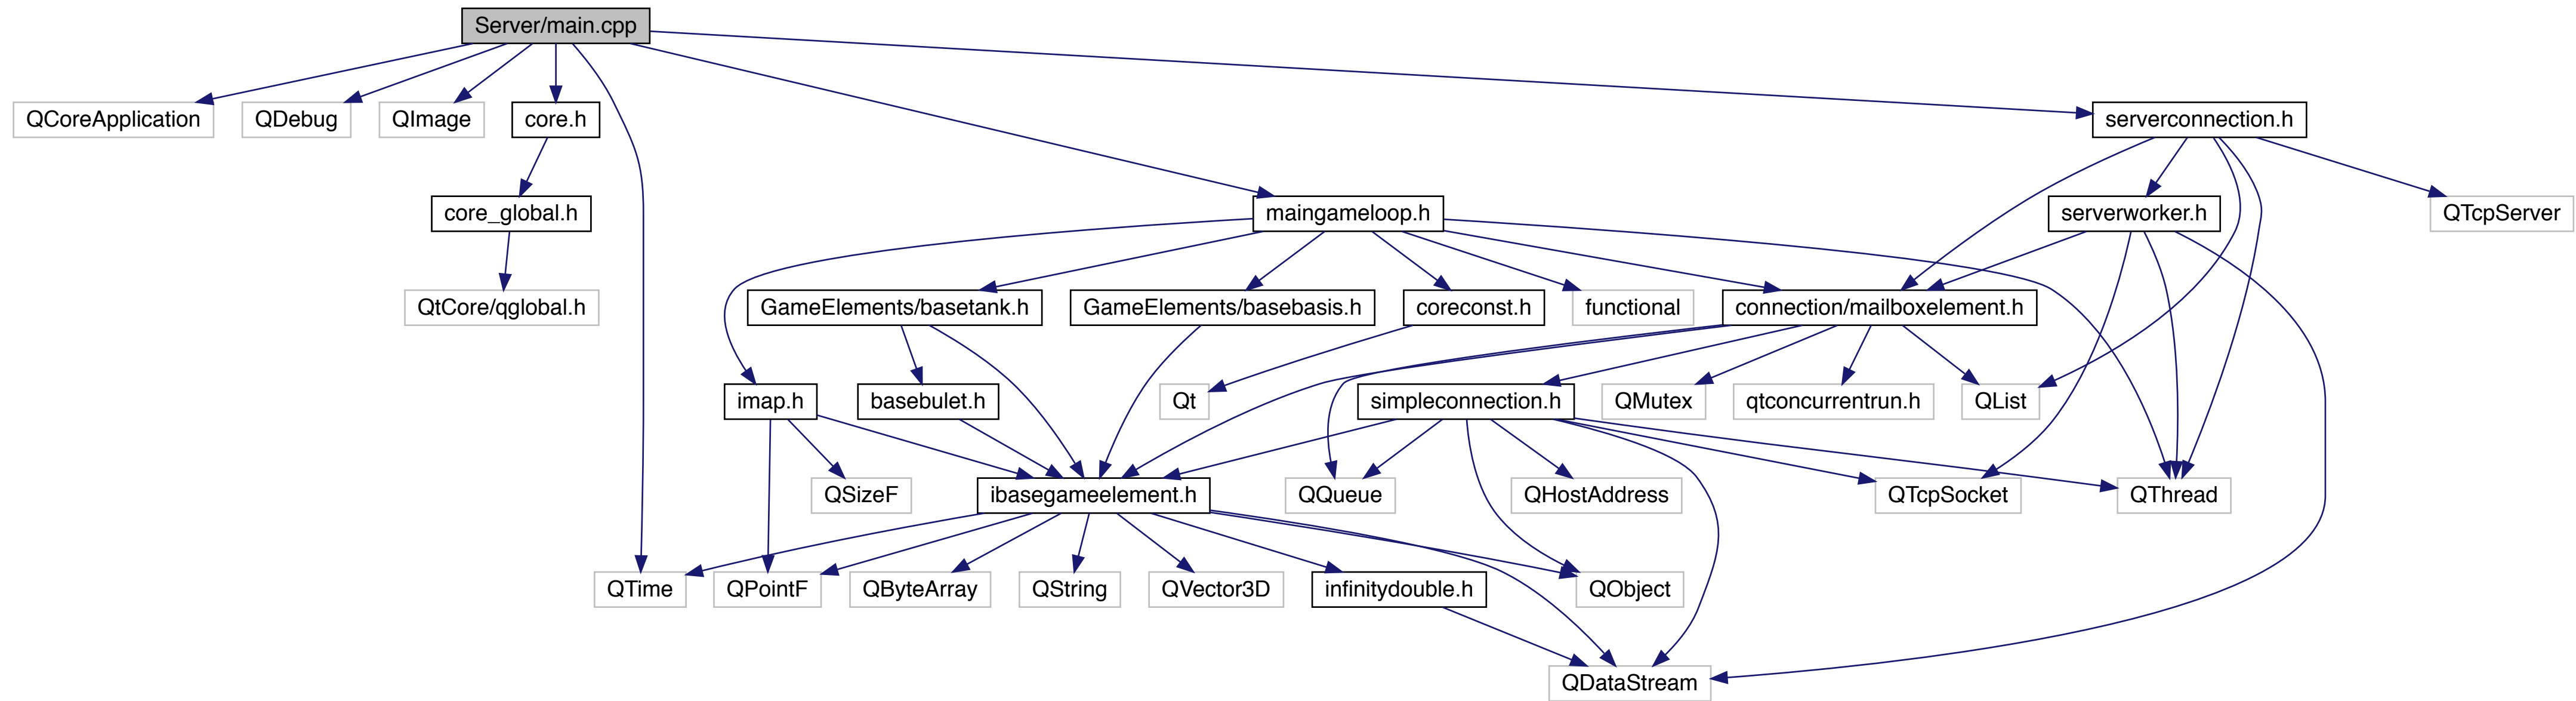 Server/main.cpp
QCoreApplication
QDebug
QImage
core.h
serverconnection.h
core_global.h
maingameloop.h
serverworker.h
QTcpServer
QtCore/qglobal.h
GameElements/basetank.h
GameElements/basebasis.h
coreconst.h
functional
connection/mailboxelement.h
imap.h
basebulet.h
Qt
simpleconnection.h
QMutex
qtconcurrentrun.h
QList
QSizeF
ibasegameelement.h
QQueue
QHostAddress
QTcpSocket
QThread
QTime
QPointF
QByteArray
QString
QVector3D
infinitydouble.h
QObject
QDataStream